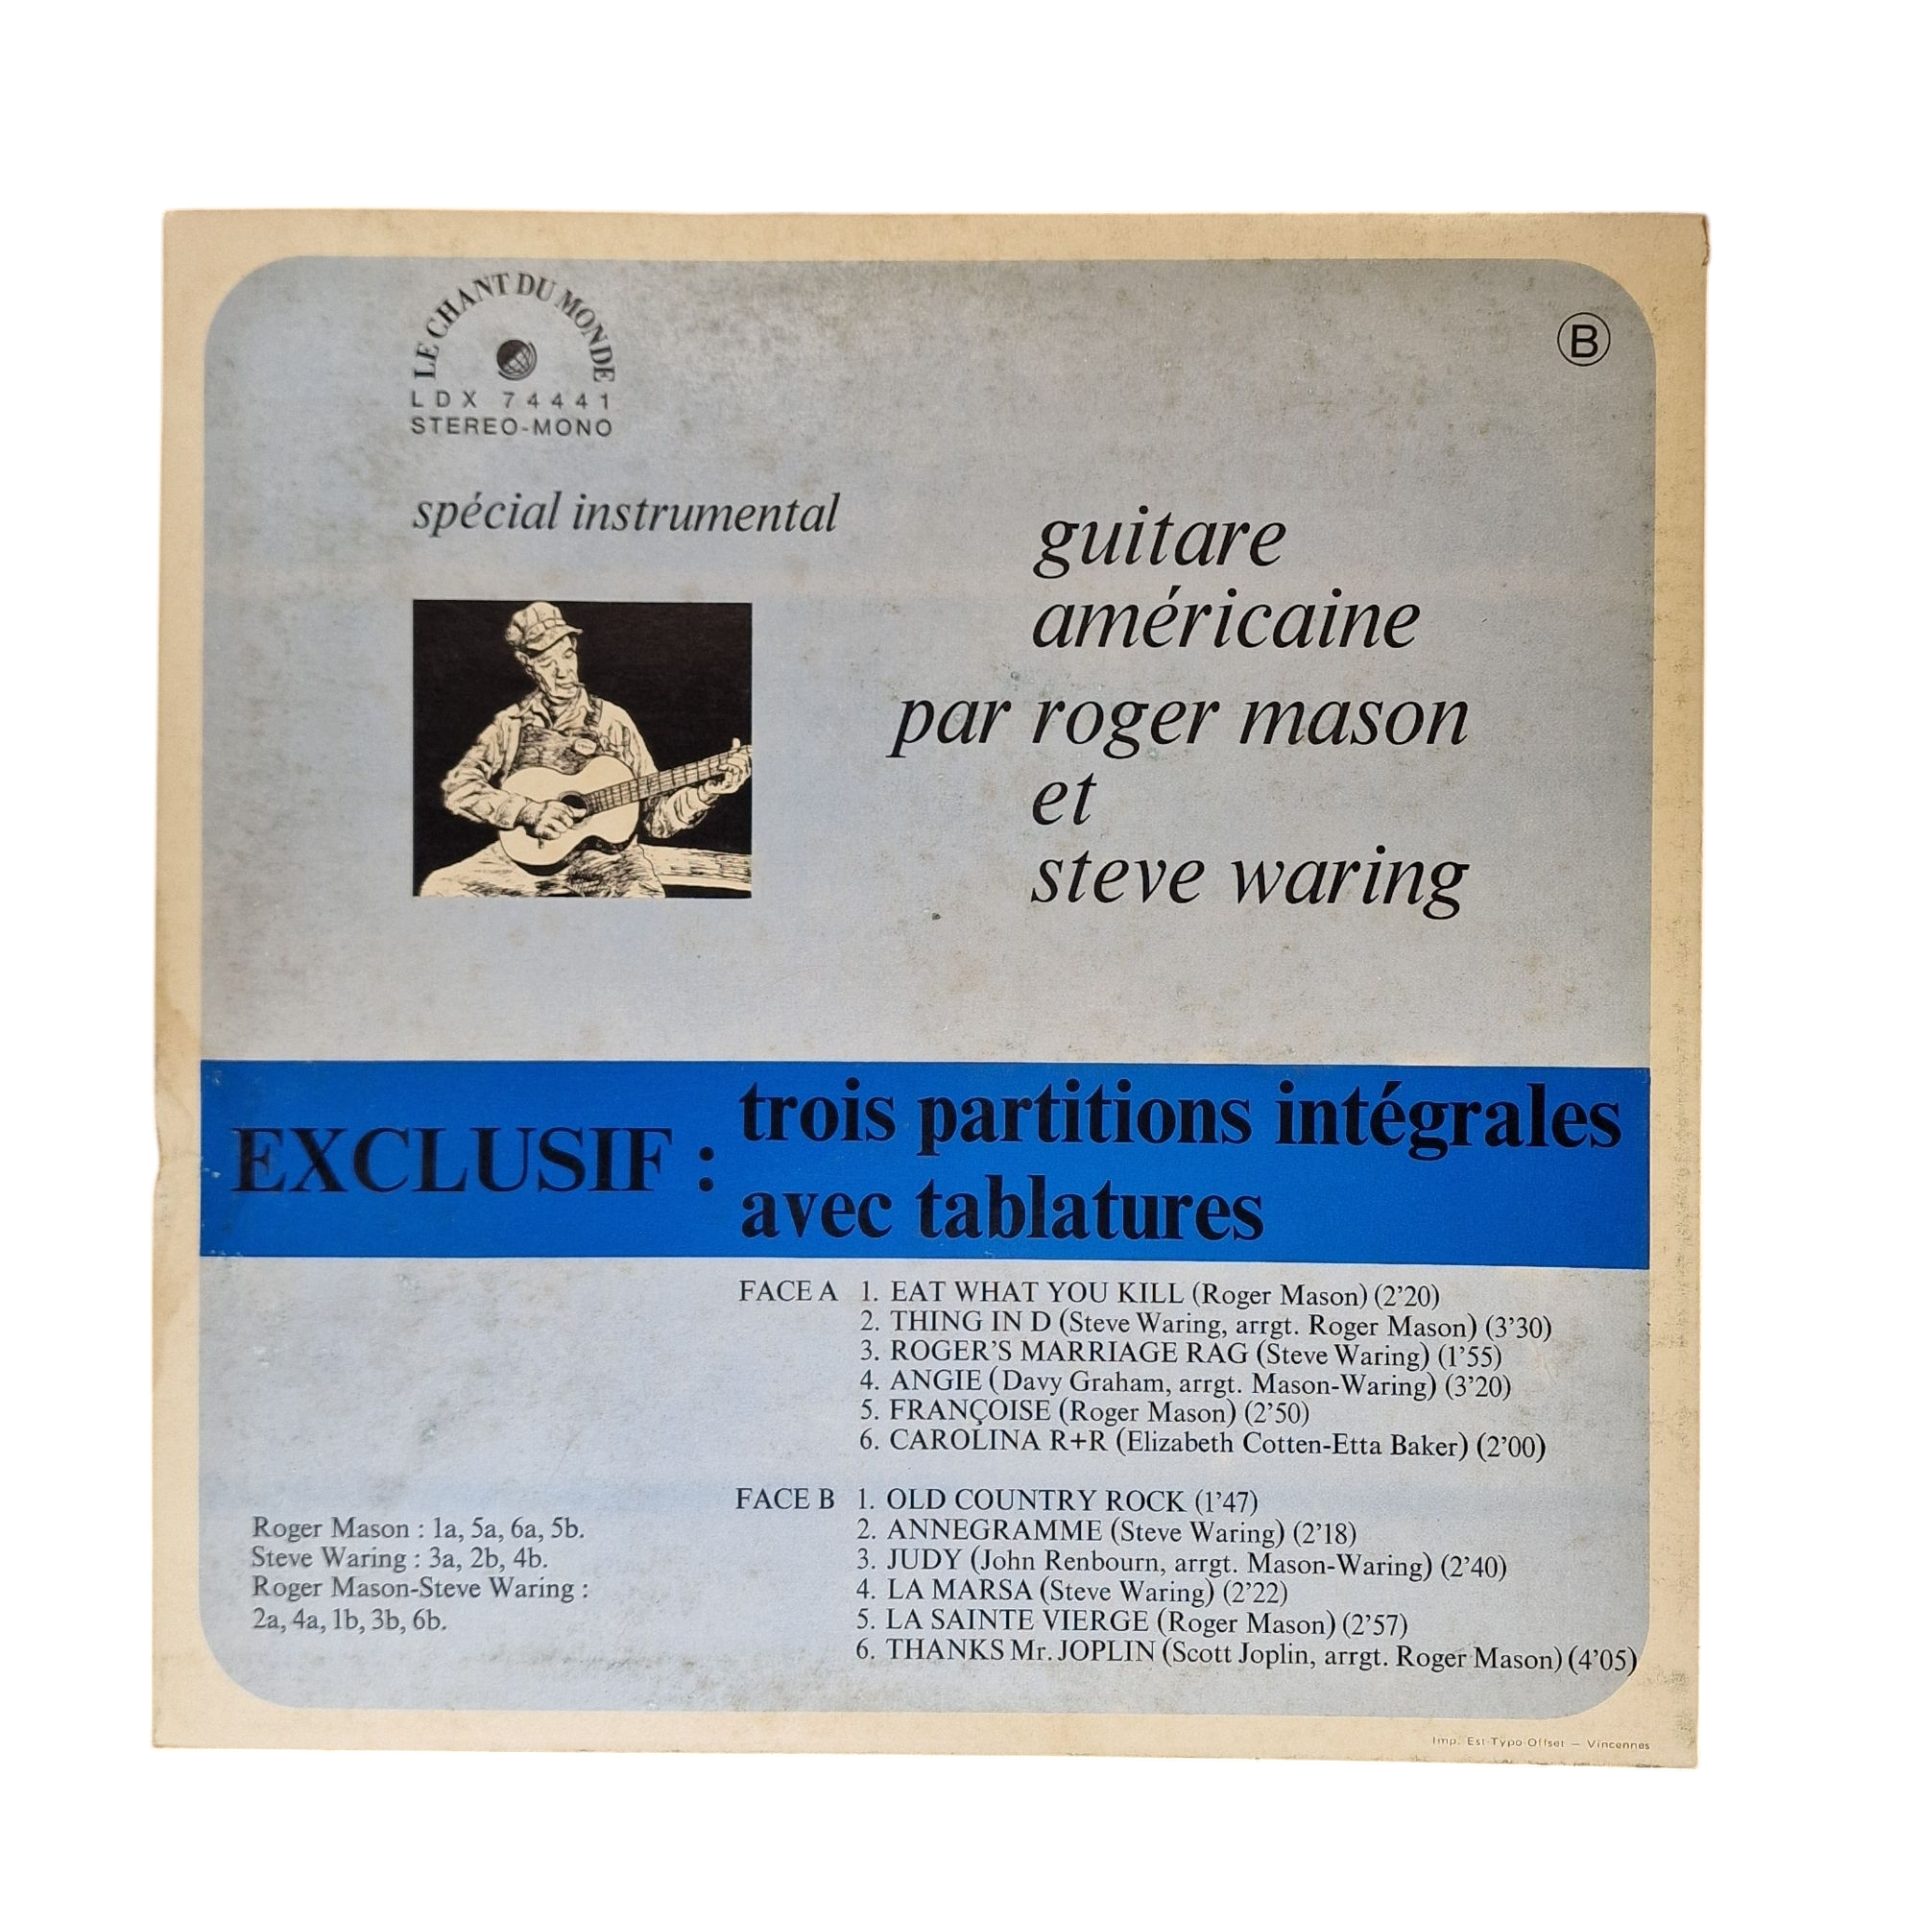 LE CHANT DU MONDE
B
LDX 74441
STEREO-MONO
spécial instrumental
guitare
américaine
par roger mason
et
steve waring
EXCLUSIF : trois partitions intégrales
avec tablatures
FACE A 1. EAT WHAT YOU KILL (Roger Mason) (2'20)
2. THING IN D (Steve Waring, arrgt. Roger Mason) (3'30)
3. ROGER'S MARRIAGE RAG (Steve Waring) (1'55)
4. ANGIE (Davy Graham, arrgt. Mason-Waring) (3'20)
5. FRANÇOISE (Roger Mason) (2'50)
6. CAROLINA R+R (Elizabeth Cotten-Etta Baker) (2'00)
FACE B 1. OLD COUNTRY ROCK (1'47)
2. ANNEGRAMME (Steve Waring) (2'18)
3. JUDY (John Renbourn, arrgt. Mason-Waring) (2'40)
4. LA MARSA (Steve Waring) (2'22)
5. LA SAINTE VIERGE (Roger Mason) (2'57)
6. THANKS Mr. JOPLIN (Scott Joplin, arrgt. Roger Mason) (4'05)
Roger Mason : 1a, 5a, 6a, 5b.
Steve Waring : 3a, 2b, 4b.
Roger Mason-Steve Waring :
2a, 4a, 1b, 3b, 6b.
Imp. Est-Typo-Offset — Vincennes